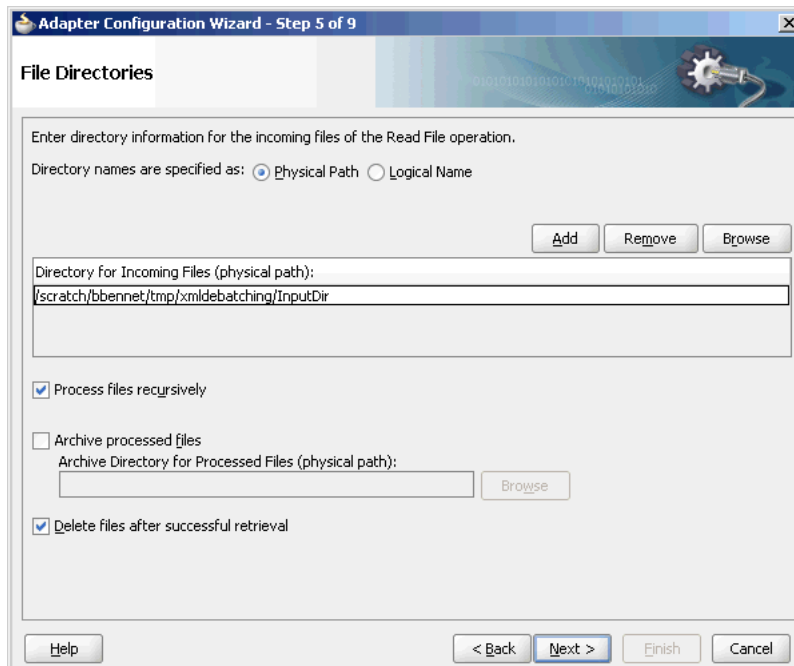 Adapter Configuration Wizard - Step 5 of 9
File Directories
Enter directory information for the incoming files of the Read File operation.
Directory names are specified as: Physical Path Logical Name
Add Remove Browse
Directory for Incoming Files (physical path):
/scratch/bbennet/tmp/xmldebatching/InputDir
Process files recursively
Archive processed files
Archive Directory for Processed Files (physical path):
Browse
Delete files after successful retrieval
Help < Back Next > Finish Cancel